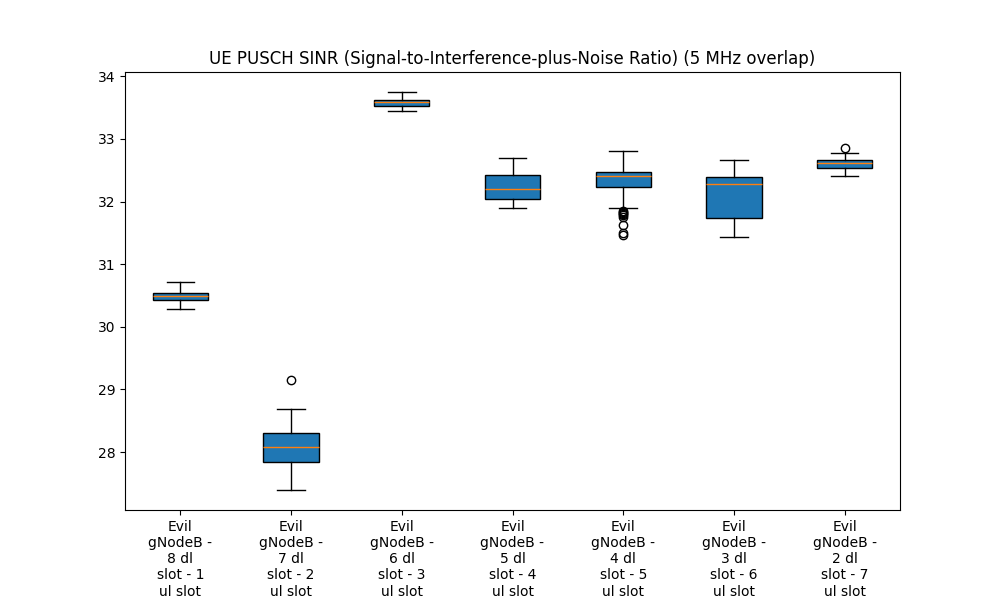 UE PUSCH SINR (Signal-to-Interference-plus-Noise Ratio) (5 MHz overlap)
34
33
32
31
30
29
28
Evil
gNodeB -
8 dl
slot - 1
ul slot
Evil
gNodeB -
7 dl
slot - 2
ul slot
Evil
gNodeB -
6 dl
slot - 3
ul slot
Evil
gNodeB -
5 dl
slot - 4
ul slot
Evil
gNodeB -
4 dl
slot - 5
ul slot
Evil
gNodeB -
3 dl
slot - 6
ul slot
Evil
gNodeB -
2 dl
slot - 7
ul slot